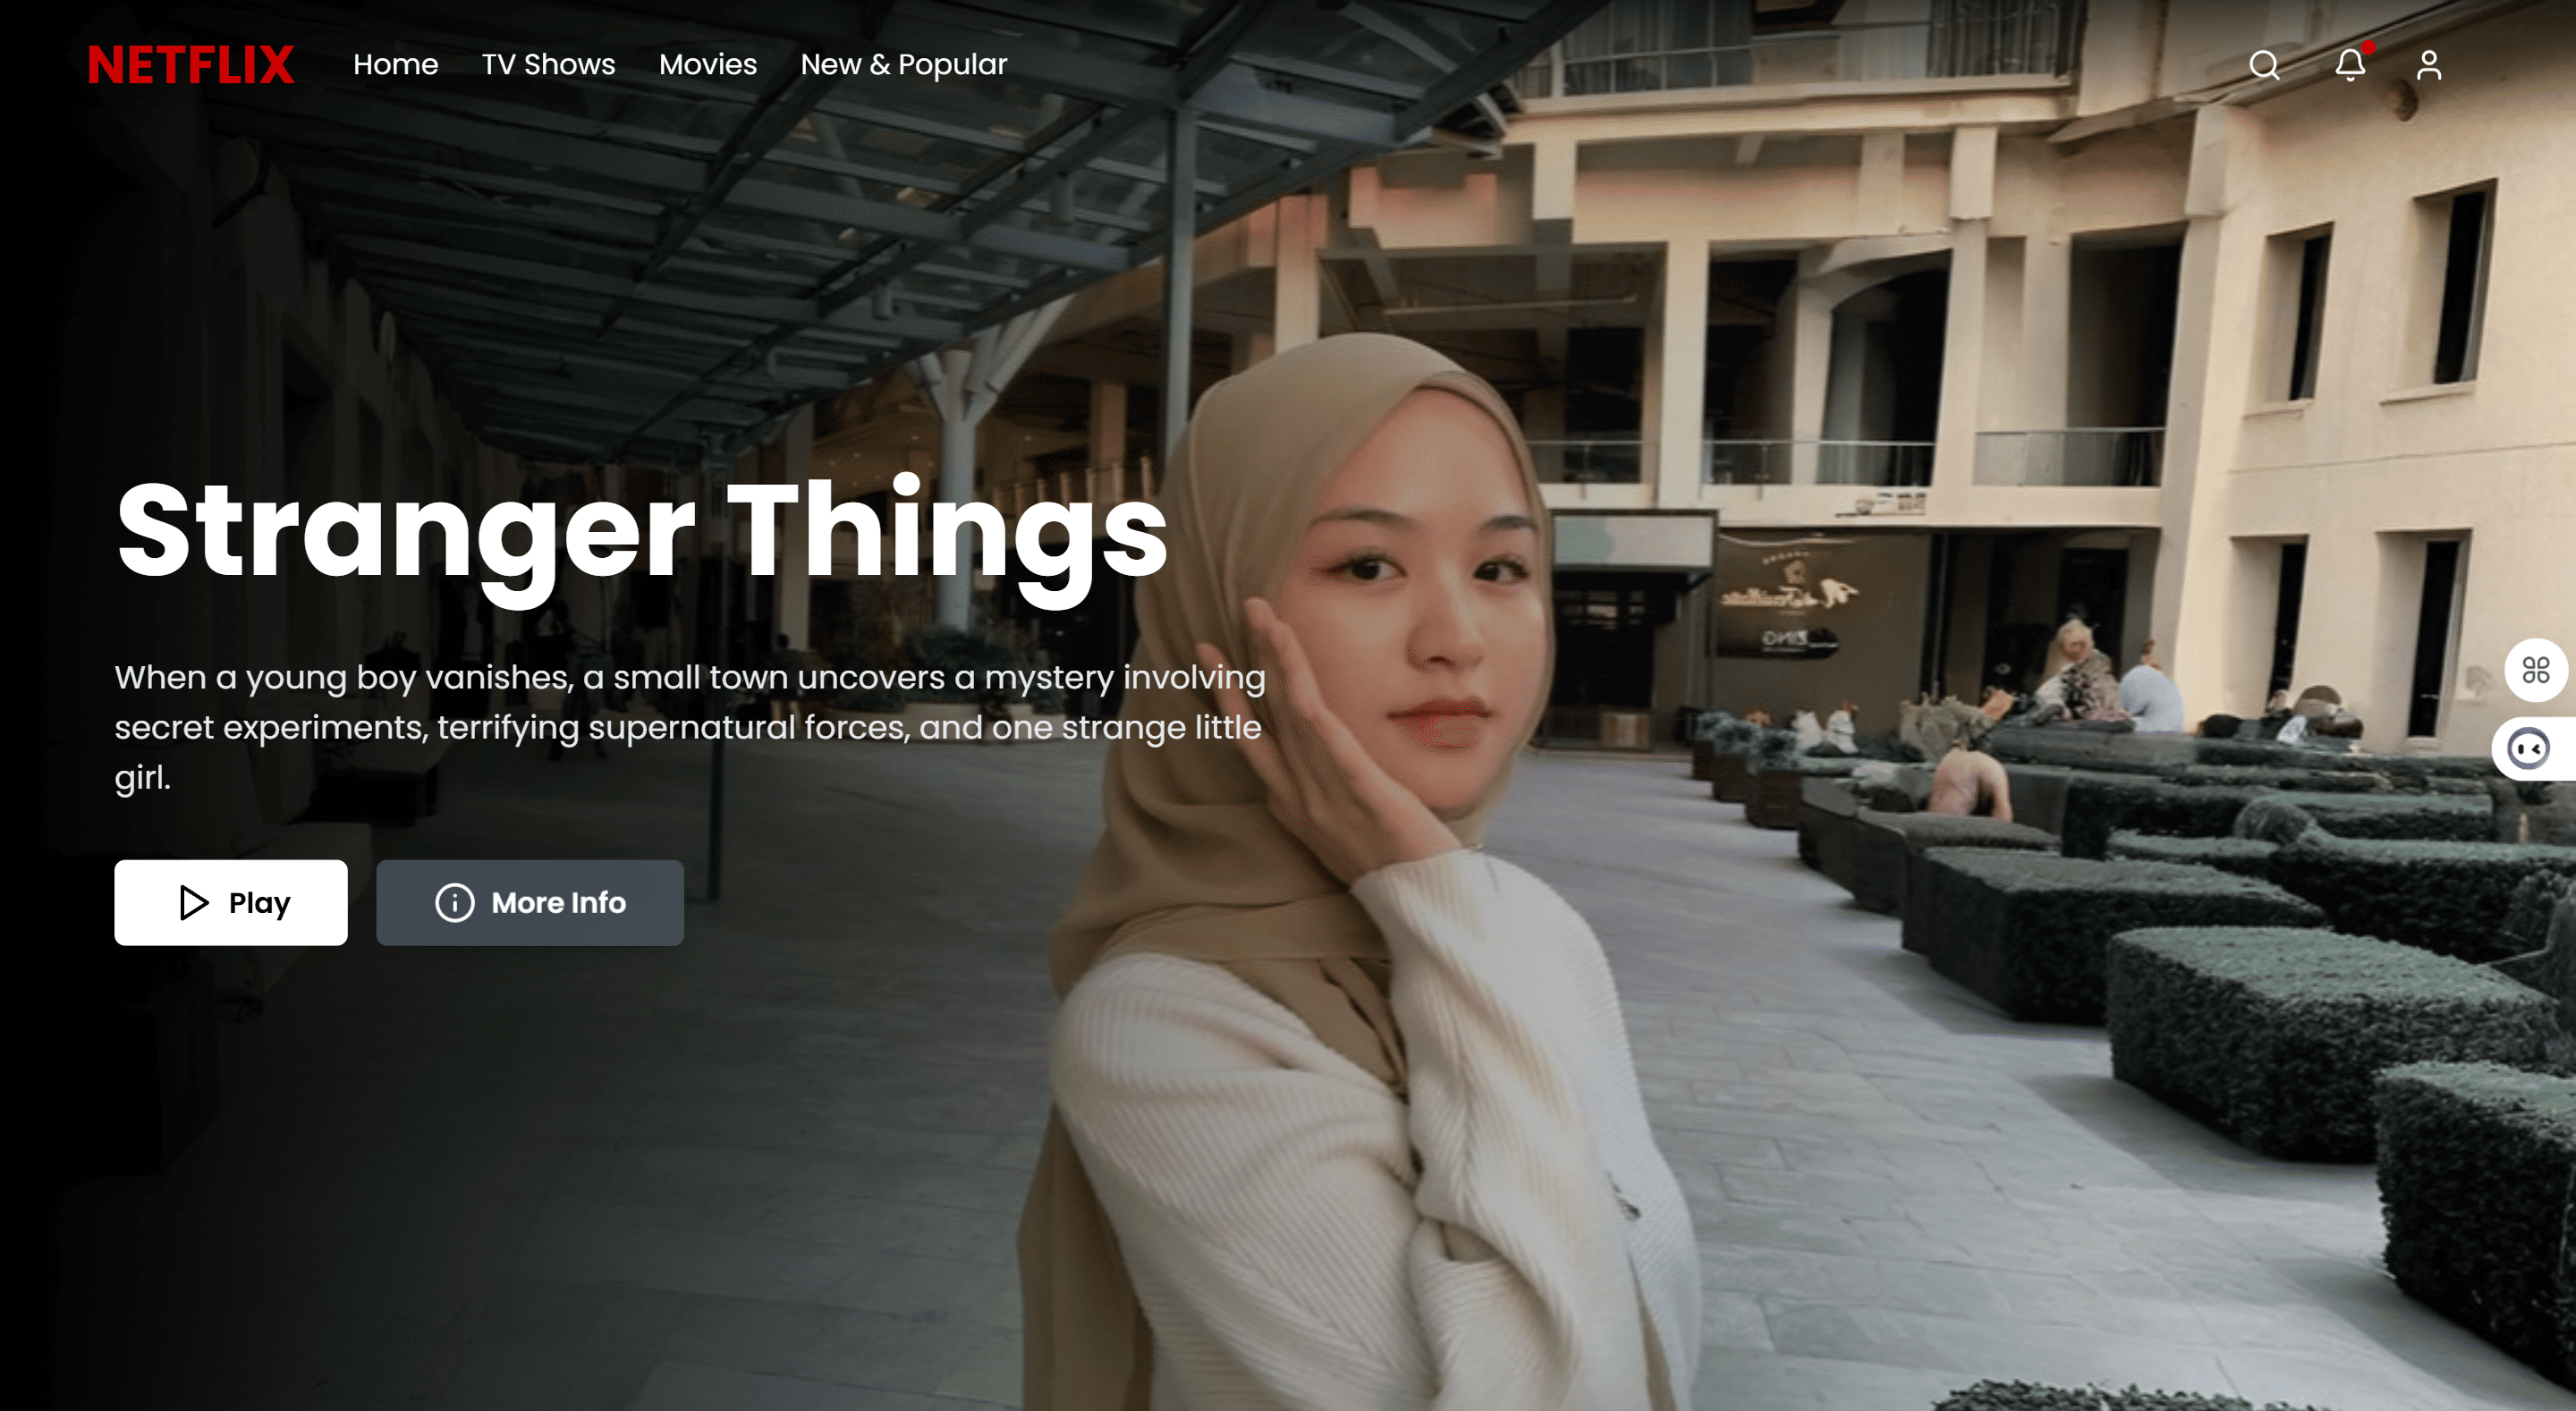 NETFLIX Home TV Shows Movies New & Popular
Stranger Things
When a young boy vanishes, a small town uncovers a mystery involving
secret experiments, terrifying supernatural forces, and one strange little
girl.
Play More Info